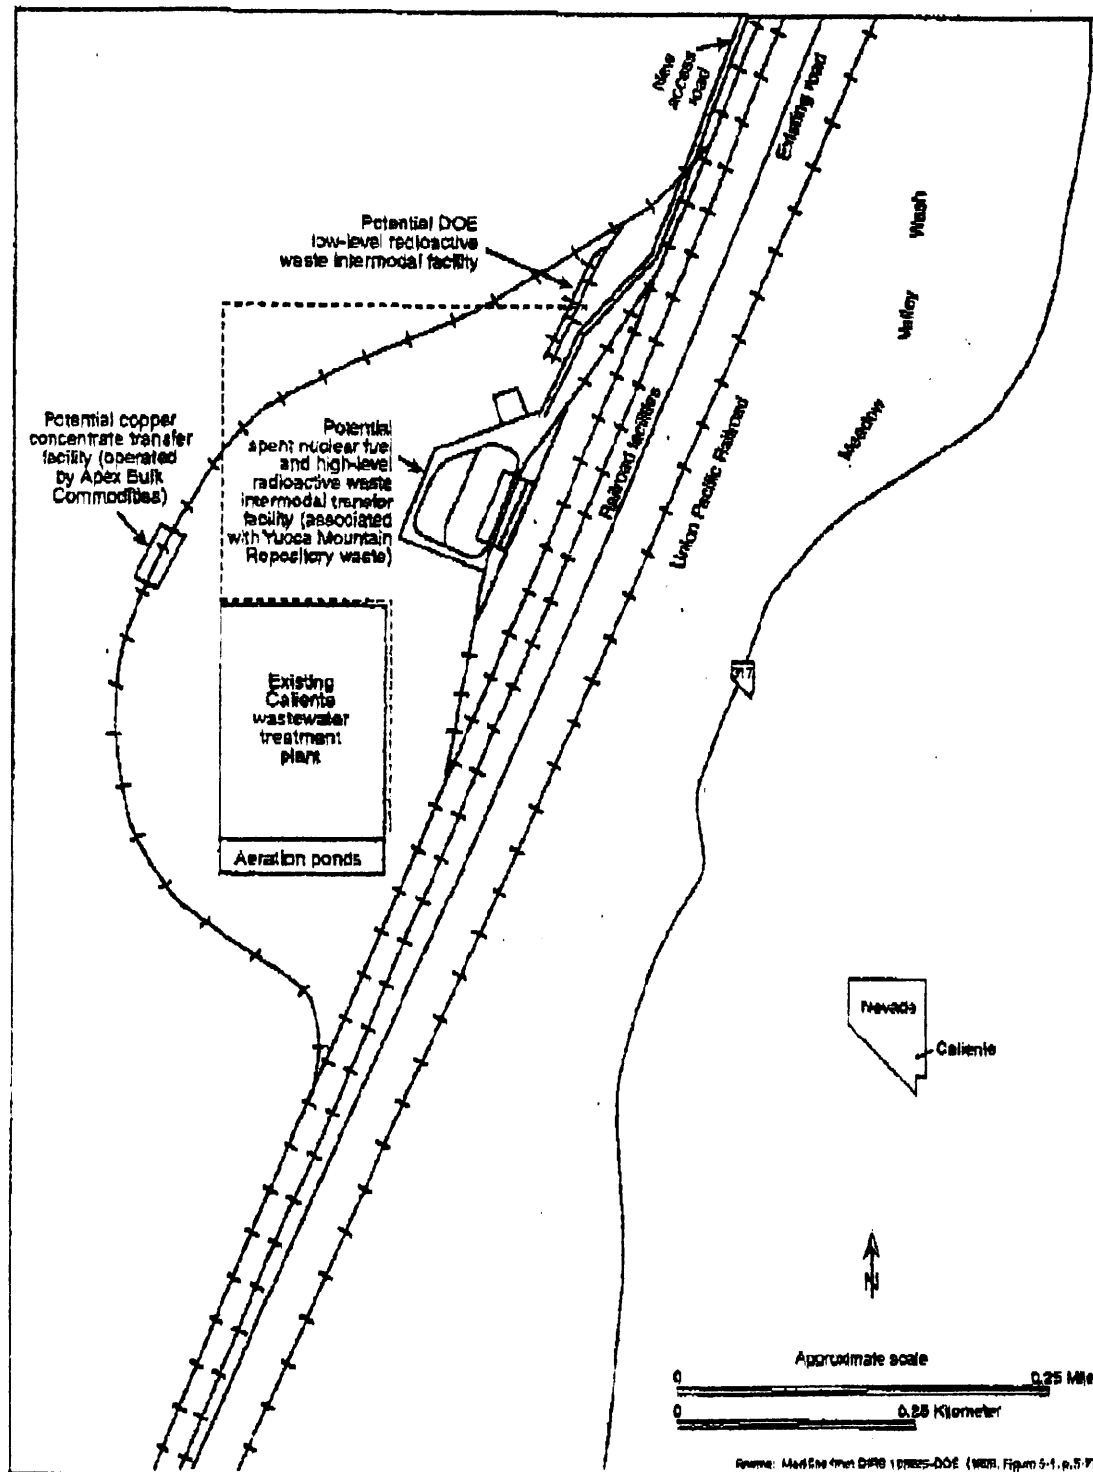 New
access
road
Existing road
Wash
Valley
Meadow
Potential DOE
low-level radioactive
waste intermodal facility
Potential copper
concentrate transfer
facility (operated
by Apex Bulk
Commodities)
Potential
spent nuclear fuel
and high-level
radioactive waste
intermodal transfer
facility (associated
with Yucca Mountain
Repository waste)
Railroad facilities
Union Pacific Railroad
Existing
Caliente
wastewater
treatment
plant
Aeration ponds
Nevada
Caliente
N
Approximate scale
0 0.25 Mile
0 0.25 Kilometer